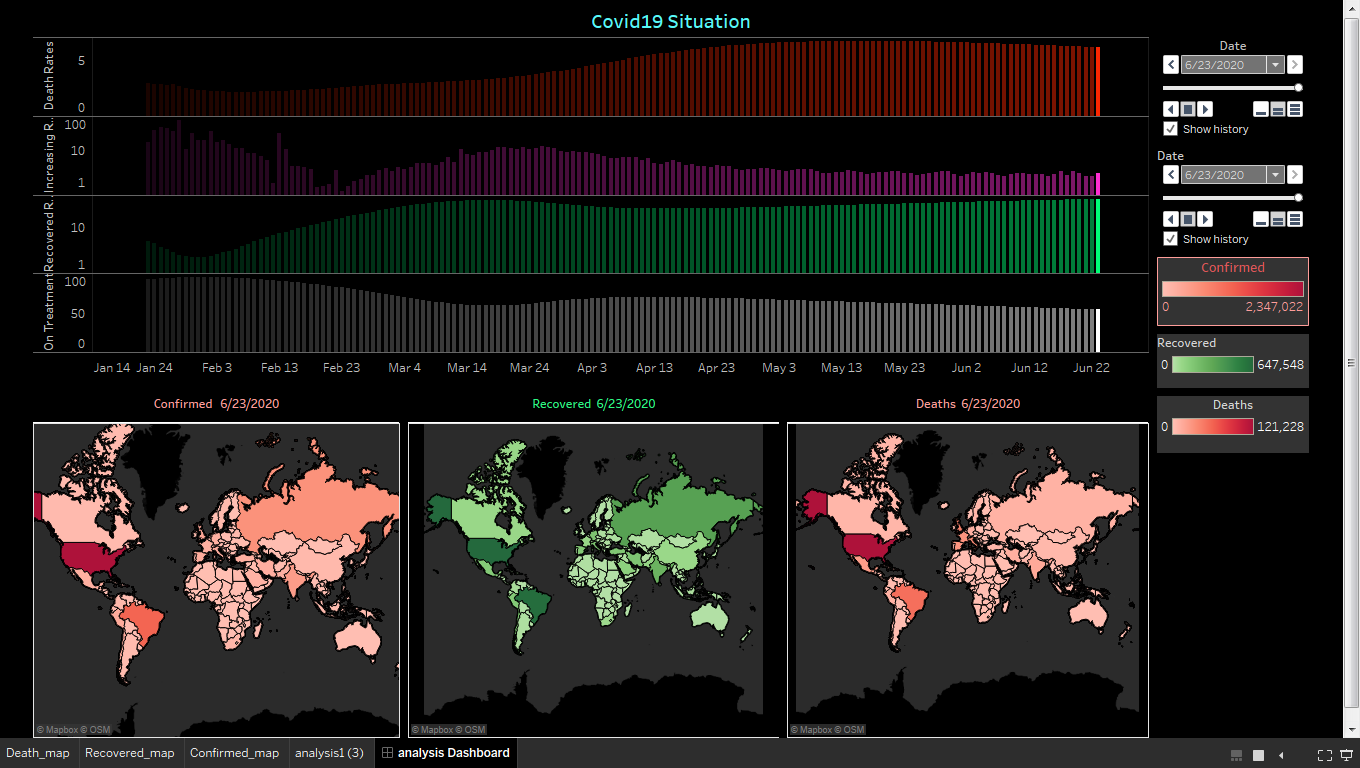 Covid19 Situation
Death Rates
5
0
Increasing R..
100
10
1
Recovered R..
10
1
On Treatment
100
50
0
Jan 14 Jan 24 Feb 3 Feb 13 Feb 23 Mar 4 Mar 14 Mar 24 Apr 3 Apr 13 Apr 23 May 3 May 13 May 23 Jun 2 Jun 12 Jun 22
Date
6/23/2020
Show history
Date
6/23/2020
Show history
Confirmed
0 2,347,022
Recovered
0 647,548
Deaths
0 121,228
Confirmed 6/23/2020
Recovered 6/23/2020
Deaths 6/23/2020
© Mapbox © OSM
© Mapbox © OSM
© Mapbox © OSM
Death_map Recovered_map Confirmed_map analysis1 (3) analysis Dashboard